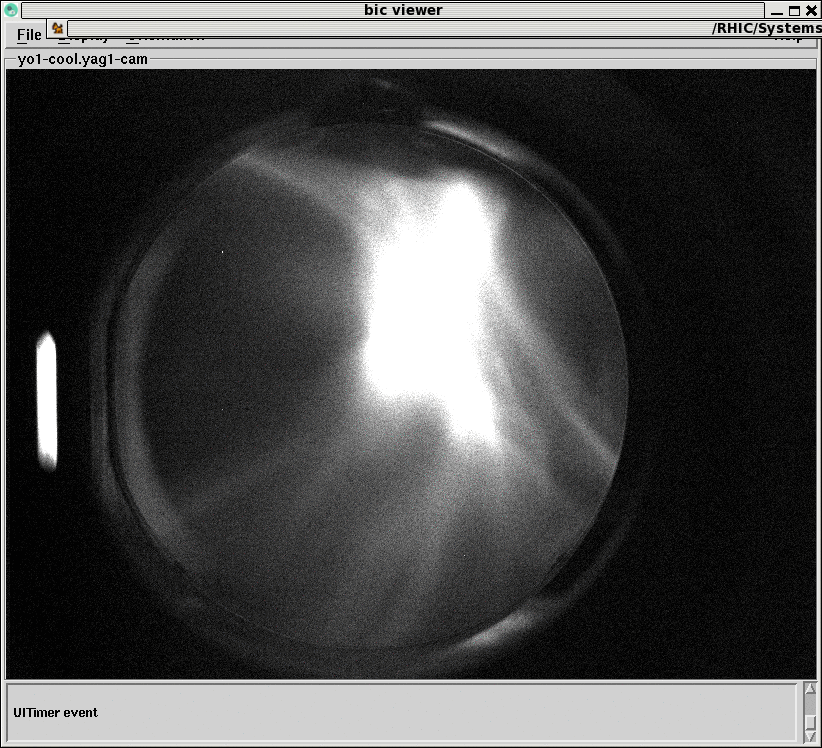 bic viewer
File
/RHIC/Systems
yo1-cool.yag1-cam
UITimer event